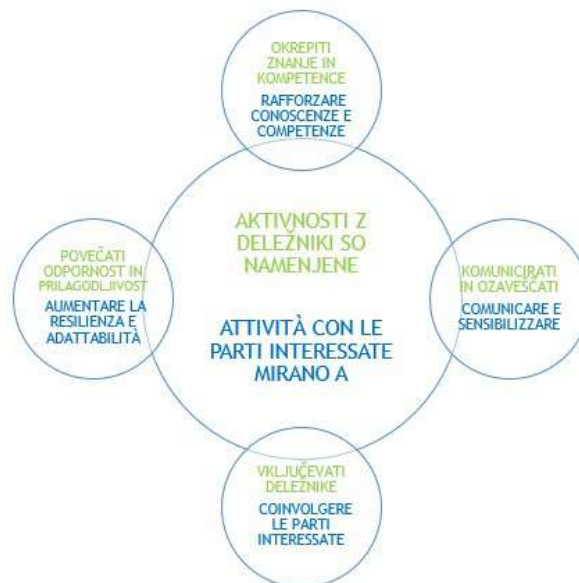 OKREPITI
ZNANJE IN
KOMPETENCE
RAFFORZARE
CONOSCENZE E
COMPETENZE
AKTIVNOSTI Z
DELEŽNIKI SO
NAMENJENE
ATTIVITÀ CON LE
PARTI INTERESSATE
MIRANO A
POVEČATI
ODPORNOST IN
PRILAGODLJIVOST
AUMENTARE LA
RESILIENZA E
ADATTABILITÀ
KOMUNICIRATI
IN OZAVEŠČATI
COMUNICARE E
SENSIBILIZZARE
VKLJUČEVATI
DELEŽNIKE
COINVOLGERE
LE PARTI
INTERESSATE